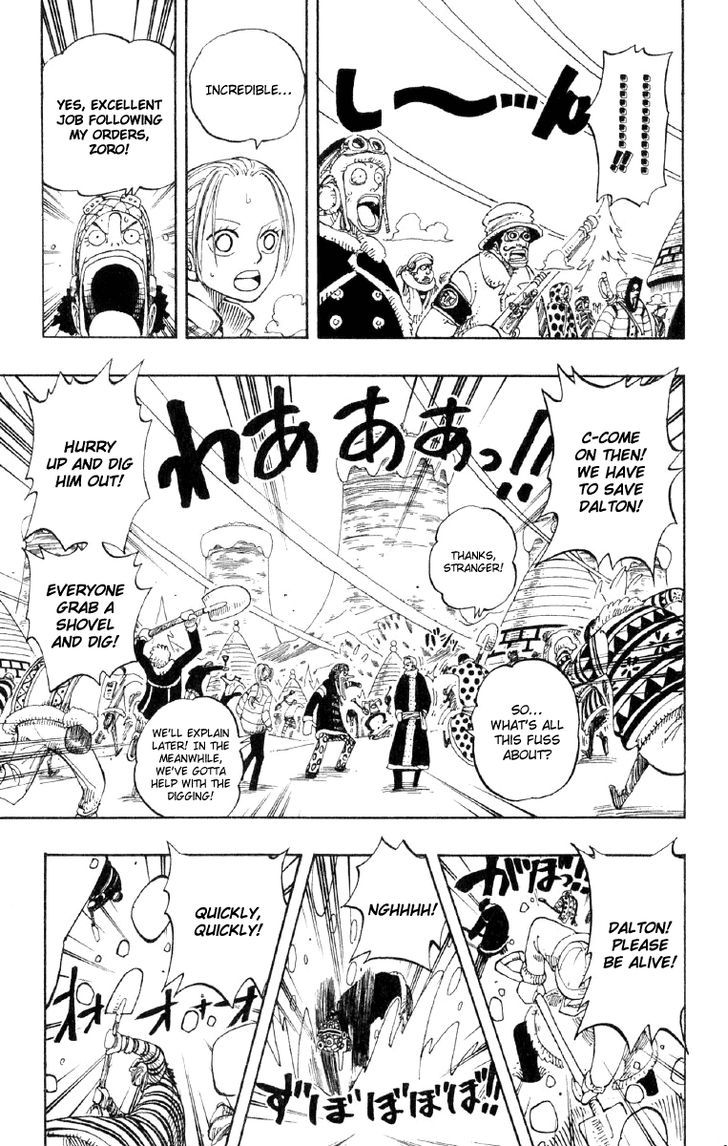 ..........!!
し〜…ん
INCREDIBLE...
YES, EXCELLENT
JOB FOLLOWING
MY ORDERS,
ZORO!
C-COME
ON THEN!
WE HAVE
TO SAVE
DALTON!
わあああっ!!
HURRY
UP AND DIG
HIM OUT!
THANKS,
STRANGER!
EVERYONE
GRAB A
SHOVEL
AND DIG!
SO...
WHAT'S ALL
THIS FUSS
ABOUT?
WE'LL EXPLAIN
LATER! IN THE
MEANWHILE,
WE'VE GOTTA
HELP WITH THE
DIGGING!
がぼっ!!
DALTON!
PLEASE
BE ALIVE!
NGHHHH!
ずぼぼぼぼ!!
QUICKLY,
QUICKLY!
オオオ